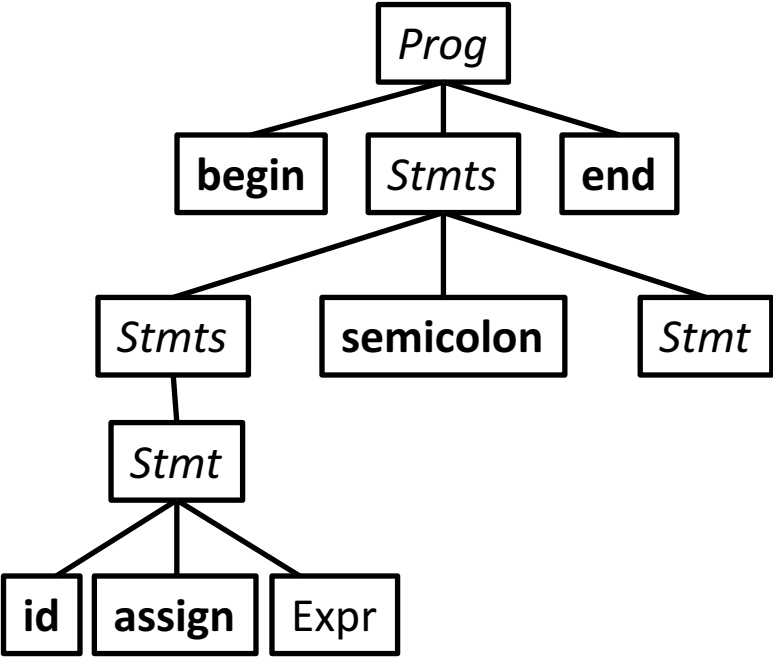 Prog
begin Stmts end
Stmts semicolon Stmt
Stmt
id assign Expr